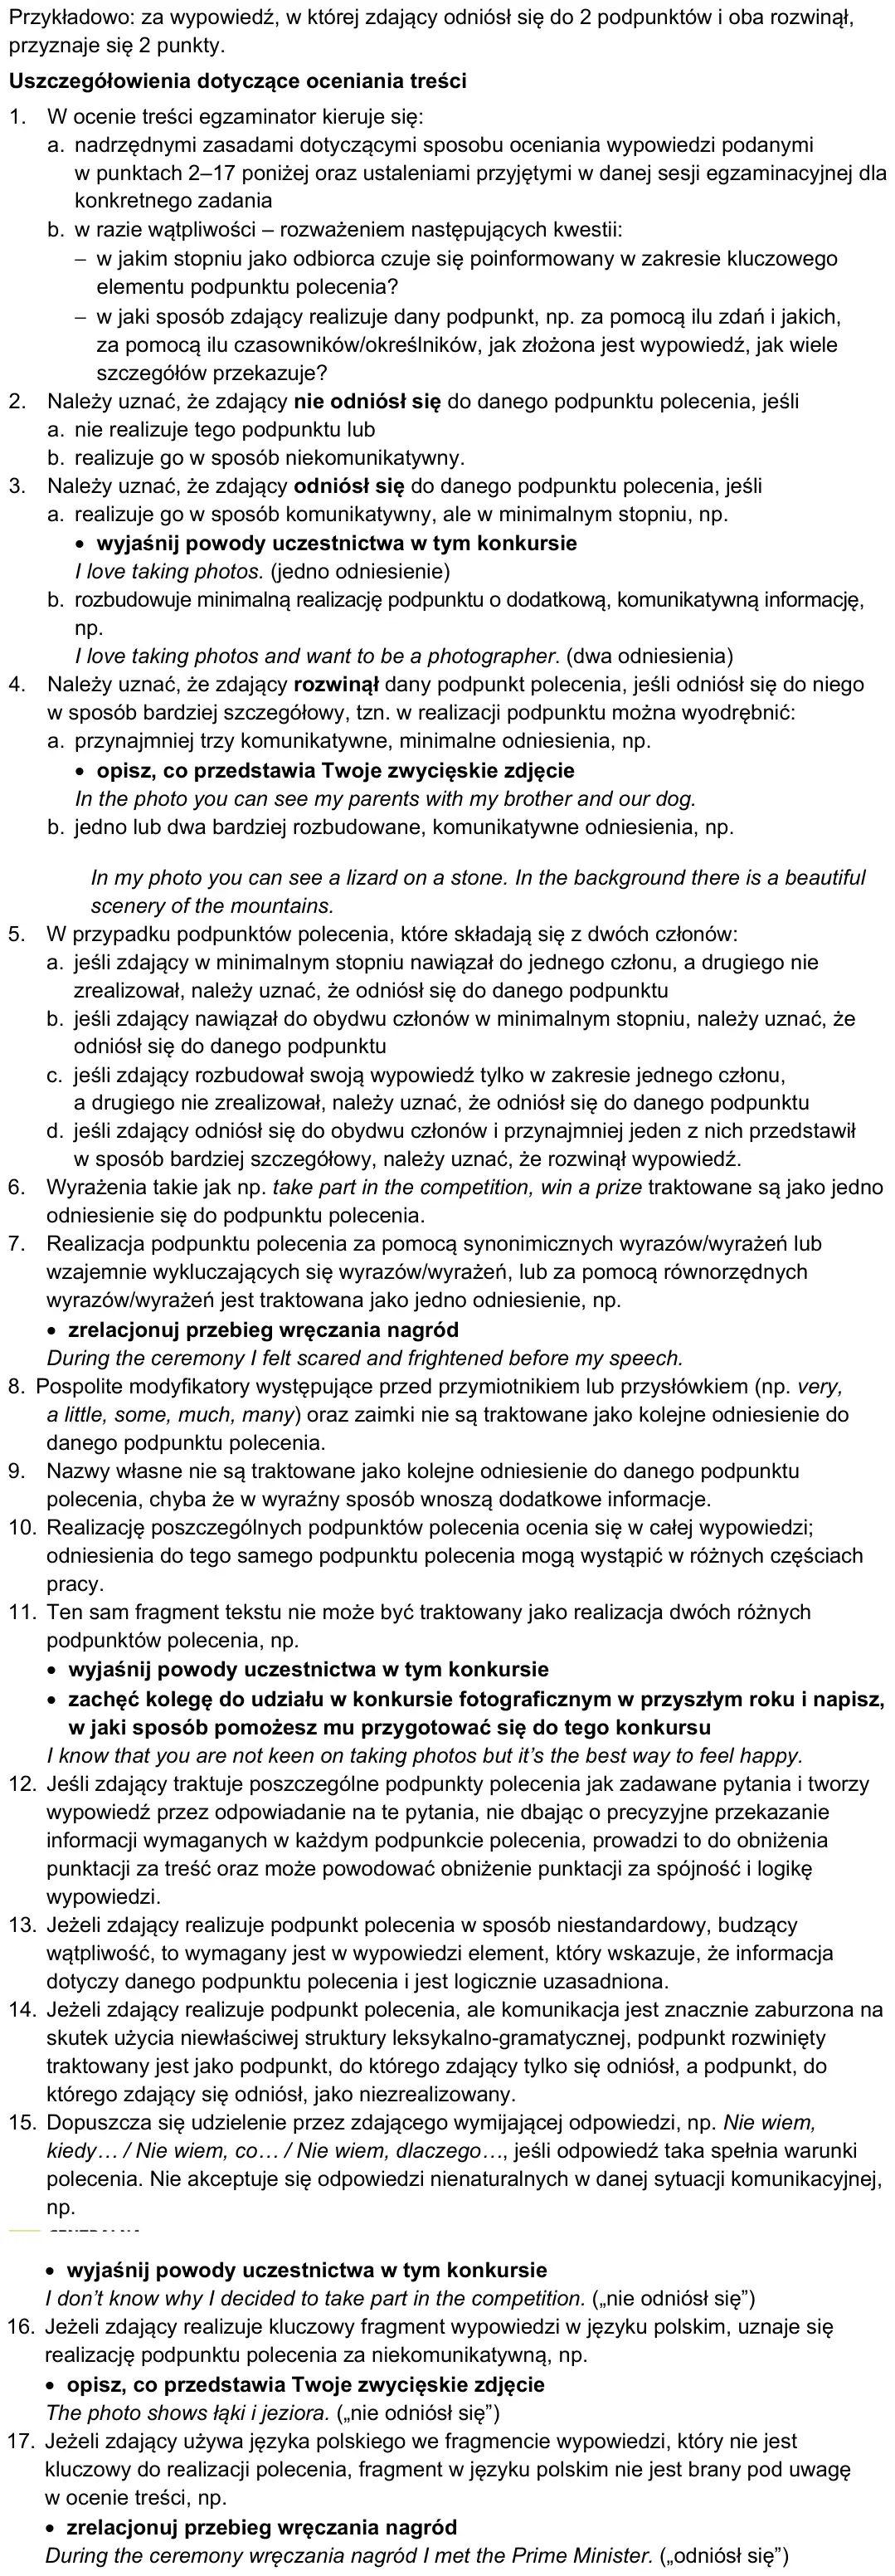 Przykładowo: za wypowiedź, w której zdający odniósł się do 2 podpunktów i oba rozwinął,
przyznaje się 2 punkty.
Uszczegółowienia dotyczące oceniania treści
1. W ocenie treści egzaminator kieruje się:
a. nadrzędnymi zasadami dotyczącymi sposobu oceniania wypowiedzi podanymi
w punktach 2–17 poniżej oraz ustaleniami przyjętymi w danej sesji egzaminacyjnej dla
konkretnego zadania
b. w razie wątpliwości – rozważeniem następujących kwestii:
– w jakim stopniu jako odbiorca czuje się poinformowany w zakresie kluczowego
elementu podpunktu polecenia?
– w jaki sposób zdający realizuje dany podpunkt, np. za pomocą ilu zdań i jakich,
za pomocą ilu czasowników/określników, jak złożona jest wypowiedź, jak wiele
szczegółów przekazuje?
2. Należy uznać, że zdający nie odniósł się do danego podpunktu polecenia, jeśli
a. nie realizuje tego podpunktu lub
b. realizuje go w sposób niekomunikatywny.
3. Należy uznać, że zdający odniósł się do danego podpunktu polecenia, jeśli
a. realizuje go w sposób komunikatywny, ale w minimalnym stopniu, np.
• wyjaśnij powody uczestnictwa w tym konkursie
I love taking photos. (jedno odniesienie)
b. rozbudowuje minimalną realizację podpunktu o dodatkową, komunikatywną informację,
np.
I love taking photos and want to be a photographer. (dwa odniesienia)
4. Należy uznać, że zdający rozwinął dany podpunkt polecenia, jeśli odniósł się do niego
w sposób bardziej szczegółowy, tzn. w realizacji podpunktu można wyodrębnić:
a. przynajmniej trzy komunikatywne, minimalne odniesienia, np.
• opisz, co przedstawia Twoje zwycięskie zdjęcie
In the photo you can see my parents with my brother and our dog.
b. jedno lub dwa bardziej rozbudowane, komunikatywne odniesienia, np.
In my photo you can see a lizard on a stone. In the background there is a beautiful
scenery of the mountains.
5. W przypadku podpunktów polecenia, które składają się z dwóch członów:
a. jeśli zdający w minimalnym stopniu nawiązał do jednego członu, a drugiego nie
zrealizował, należy uznać, że odniósł się do danego podpunktu
b. jeśli zdający nawiązał do obydwu członów w minimalnym stopniu, należy uznać, że
odniósł się do danego podpunktu
c. jeśli zdający rozbudował swoją wypowiedź tylko w zakresie jednego członu,
a drugiego nie zrealizował, należy uznać, że odniósł się do danego podpunktu
d. jeśli zdający odniósł się do obydwu członów i przynajmniej jeden z nich przedstawił
w sposób bardziej szczegółowy, należy uznać, że rozwinął wypowiedź.
6. Wyrażenia takie jak np. take part in the competition, win a prize traktowane są jako jedno
odniesienie się do podpunktu polecenia.
7. Realizacja podpunktu polecenia za pomocą synonimicznych wyrazów/wyrażeń lub
wzajemnie wykluczających się wyrazów/wyrażeń, lub za pomocą równorzędnych
wyrazów/wyrażeń jest traktowana jako jedno odniesienie, np.
• zrelacjonuj przebieg wręczania nagród
During the ceremony I felt scared and frightened before my speech.
8. Pospolite modyfikatory występujące przed przymiotnikiem lub przysłówkiem (np. very,
a little, some, much, many) oraz zaimki nie są traktowane jako kolejne odniesienie do
danego podpunktu polecenia.
9. Nazwy własne nie są traktowane jako kolejne odniesienie do danego podpunktu
polecenia, chyba że w wyraźny sposób wnoszą dodatkowe informacje.
10. Realizację poszczególnych podpunktów polecenia ocenia się w całej wypowiedzi;
odniesienia do tego samego podpunktu polecenia mogą wystąpić w różnych częściach
pracy.
11. Ten sam fragment tekstu nie może być traktowany jako realizacja dwóch różnych
podpunktów polecenia, np.
• wyjaśnij powody uczestnictwa w tym konkursie
• zachęć kolegę do udziału w konkursie fotograficznym w przyszłym roku i napisz,
w jaki sposób pomożesz mu przygotować się do tego konkursu
I know that you are not keen on taking photos but it’s the best way to feel happy.
12. Jeśli zdający traktuje poszczególne podpunkty polecenia jak zadawane pytania i tworzy
wypowiedź przez odpowiadanie na te pytania, nie dbając o precyzyjne przekazanie
informacji wymaganych w każdym podpunkcie polecenia, prowadzi to do obniżenia
punktacji za treść oraz może powodować obniżenie punktacji za spójność i logikę
wypowiedzi.
13. Jeżeli zdający realizuje podpunkt polecenia w sposób niestandardowy, budzący
wątpliwość, to wymagany jest w wypowiedzi element, który wskazuje, że informacja
dotyczy danego podpunktu polecenia i jest logicznie uzasadniona.
14. Jeżeli zdający realizuje podpunkt polecenia, ale komunikacja jest znacznie zaburzona na
skutek użycia niewłaściwej struktury leksykalno-gramatycznej, podpunkt rozwinięty
traktowany jest jako podpunkt, do którego zdający tylko się odniósł, a podpunkt, do
którego zdający się odniósł, jako niezrealizowany.
15. Dopuszcza się udzielenie przez zdającego wymijającej odpowiedzi, np. Nie wiem,
kiedy… / Nie wiem, co… / Nie wiem, dlaczego…, jeśli odpowiedź taka spełnia warunki
polecenia. Nie akceptuje się odpowiedzi nienaturalnych w danej sytuacji komunikacyjnej,
np.
• wyjaśnij powody uczestnictwa w tym konkursie
I don’t know why I decided to take part in the competition. („nie odniósł się”)
16. Jeżeli zdający realizuje kluczowy fragment wypowiedzi w języku polskim, uznaje się
realizację podpunktu polecenia za niekomunikatywną, np.
• opisz, co przedstawia Twoje zwycięskie zdjęcie
The photo shows łąki i jeziora. („nie odniósł się”)
17. Jeżeli zdający używa języka polskiego we fragmencie wypowiedzi, który nie jest
kluczowy do realizacji polecenia, fragment w języku polskim nie jest brany pod uwagę
w ocenie treści, np.
• zrelacjonuj przebieg wręczania nagród
During the ceremony wręczania nagród I met the Prime Minister. („odniósł się”)